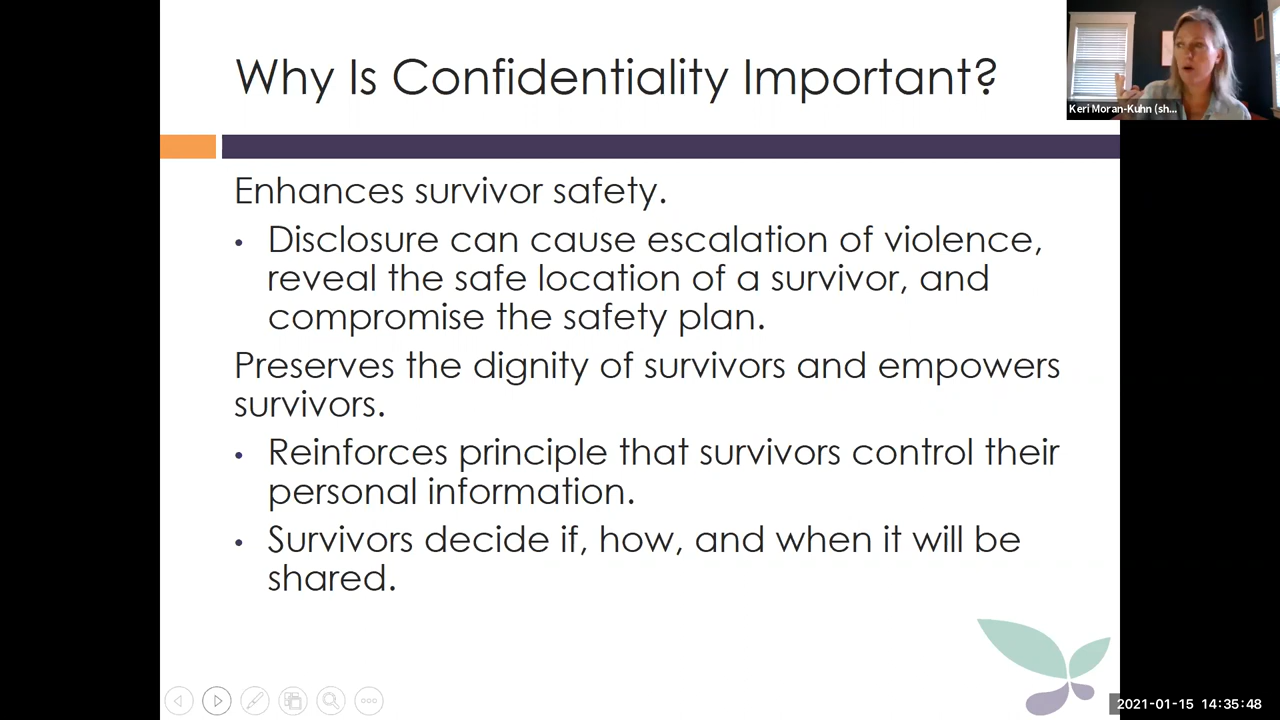 Why Is Confidentiality Important?
Keri Moran-Kuhn (sh...
Enhances survivor safety.
• Disclosure can cause escalation of violence,
reveal the safe location of a survivor, and
compromise the safety plan.
Preserves the dignity of survivors and empowers
survivors.
• Reinforces principle that survivors control their
personal information.
• Survivors decide if, how, and when it will be
shared.
2021-01-15 14:35:48